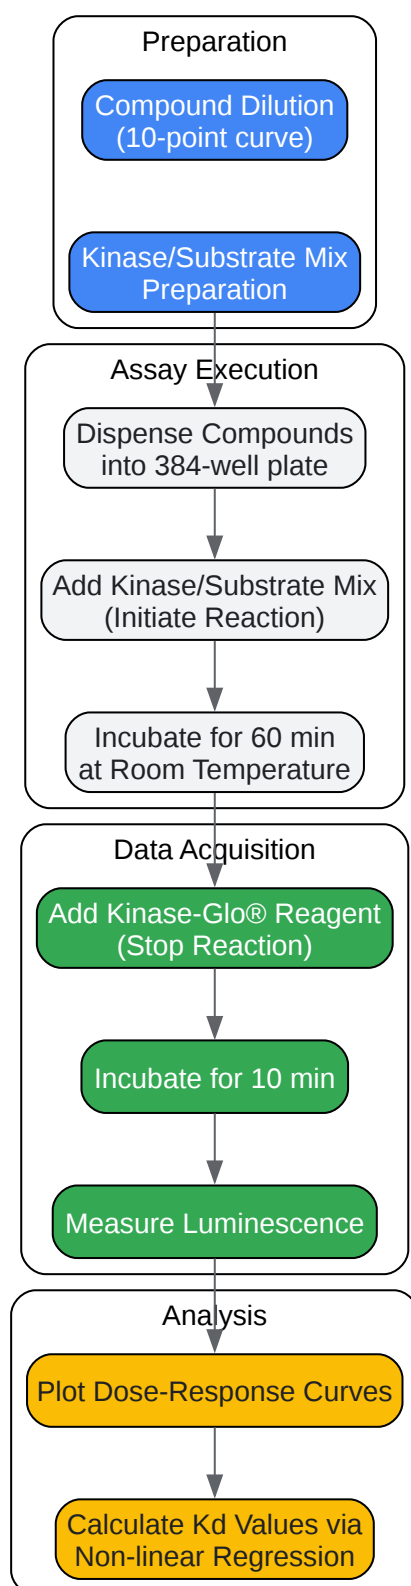 Preparation
Compound Dilution
(10-point curve)
Kinase/Substrate Mix
Preparation
Assay Execution
Dispense Compounds
into 384-well plate
Add Kinase/Substrate Mix
(Initiate Reaction)
Incubate for 60 min
at Room Temperature
Data Acquisition
Add Kinase-Glo® Reagent
(Stop Reaction)
Incubate for 10 min
Measure Luminescence
Analysis
Plot Dose-Response Curves
Calculate Kd Values via
Non-linear Regression